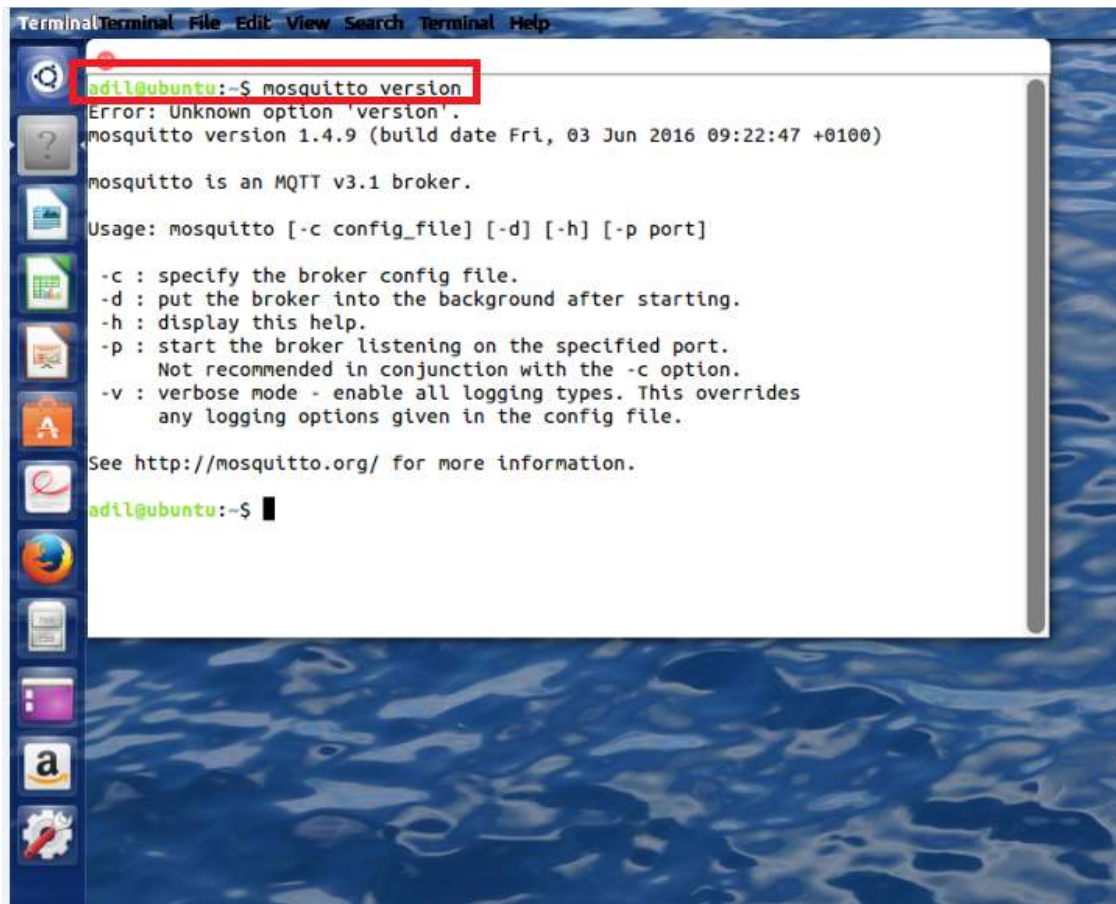 TerminalTerminal File Edit View Search Terminal Help
adil@ubuntu:~$ mosquitto version
Error: Unknown option 'version'.
mosquitto version 1.4.9 (build date Fri, 03 Jun 2016 09:22:47 +0100)
mosquitto is an MQTT v3.1 broker.
Usage: mosquitto [-c config_file] [-d] [-h] [-p port]
-c : specify the broker config file.
-d : put the broker into the background after starting.
-h : display this help.
-p : start the broker listening on the specified port.
Not recommended in conjunction with the -c option.
-v : verbose mode - enable all logging types. This overrides
any logging options given in the config file.
See http://mosquitto.org/ for more information.
adil@ubuntu:~$
?
A
a